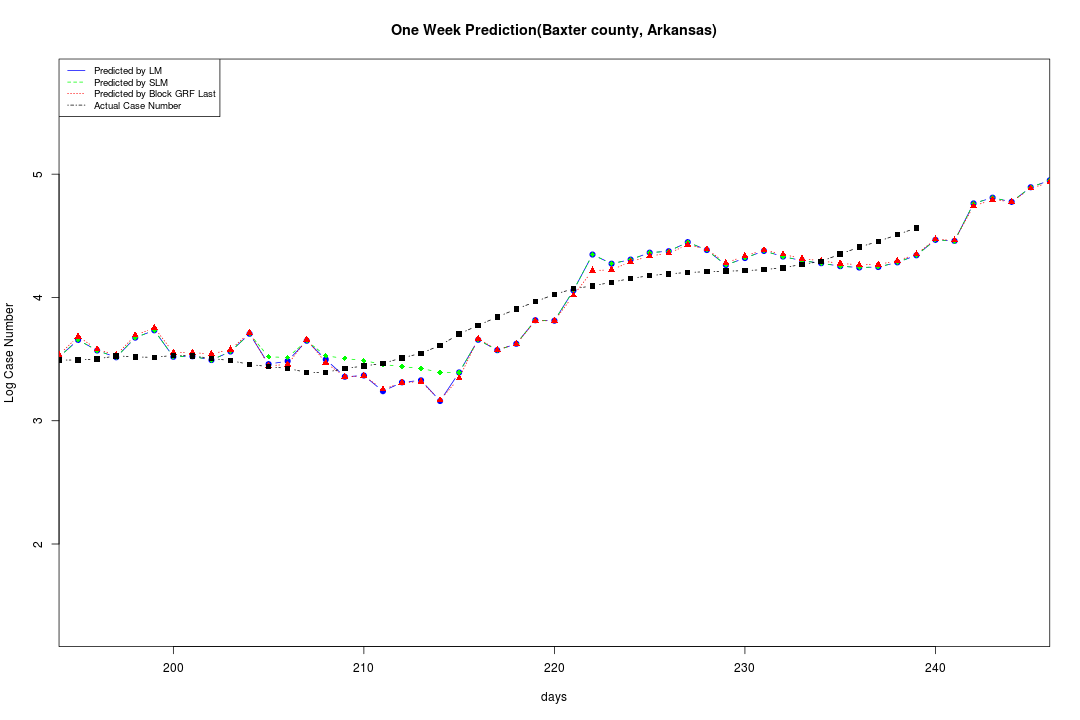 One Week Prediction(Baxter county, Arkansas)
Predicted by LM
Predicted by SLM
Predicted by Block GRF Last
Actual Case Number
5
4
3
2
Log Case Number
200 210 220 230 240
days